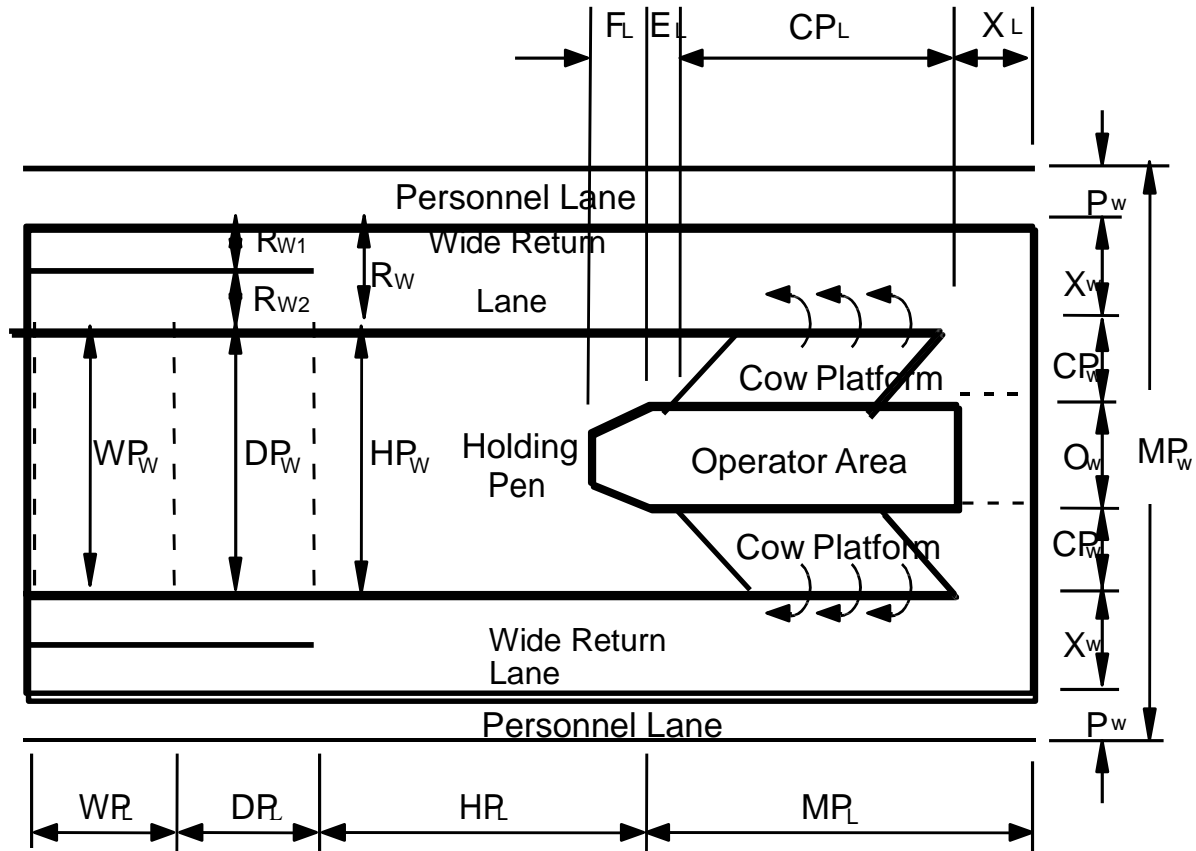 FL EL CPL XL
Personnel Lane
Pw
RW1 Wide Return
RW
Xw
RW2 Lane
CPw
Cow Platform
WPW DPW HPW Holding Pen Operator Area Ow MPw
CPw
Cow Platform
Wide Return
Lane
Xw
Personnel Lane
Pw
WPL DPL HPL MPL